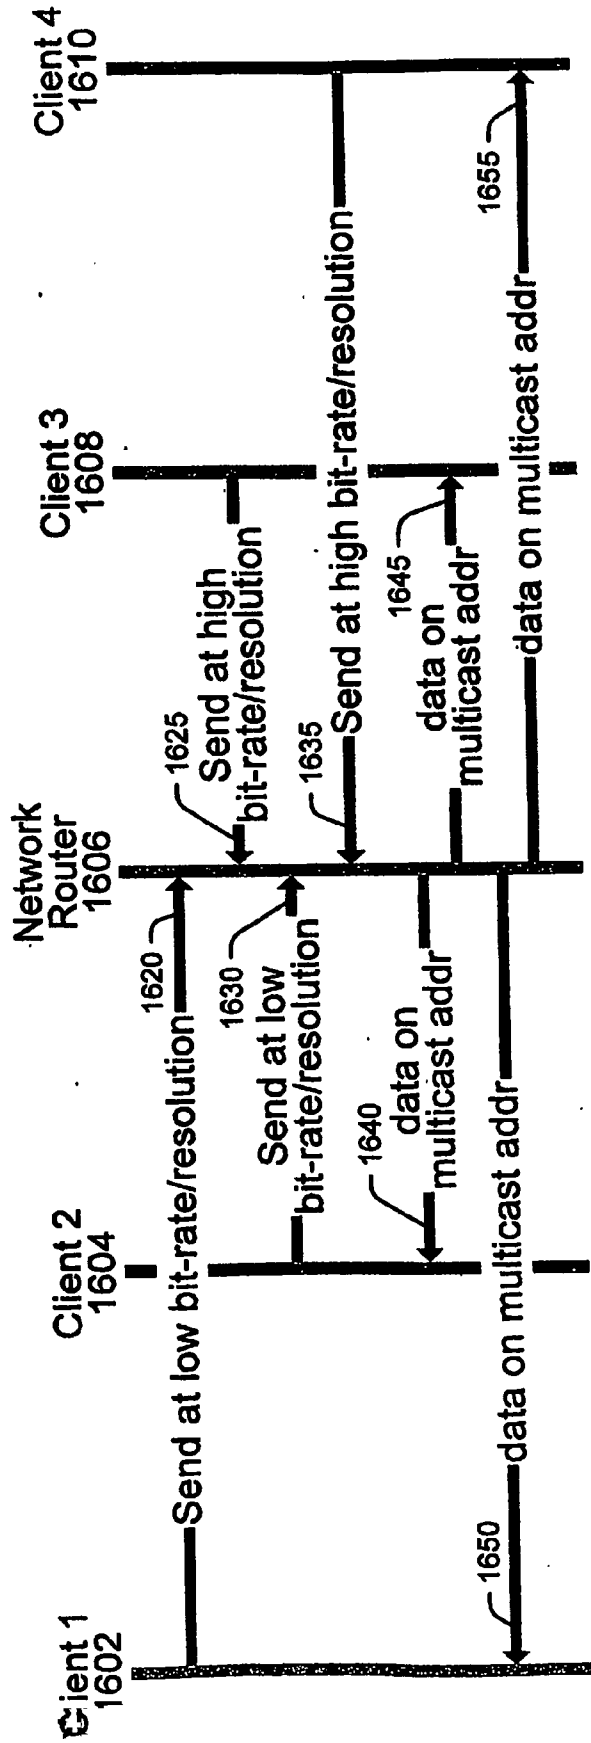 Client 1
1602
Client 2
1604
Network
Router
1606
Client 3
1608
Client 4
1610
Send at low bit-rate/resolution
1620
Send at high
bit-rate/resolution
1625
Send at low
bit-rate/resolution
1630
Send at high bit-rate/resolution
1635
data on
multicast addr
1640
data on
multicast addr
1645
data on multicast addr
1650
data on multicast addr
1655